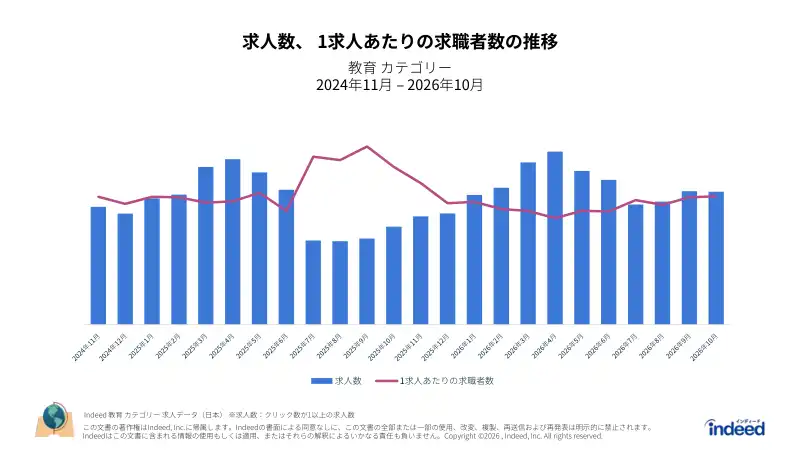 求人数、 1求人あたりの求職者数の推移
教育 カテゴリー
2024年11月 – 2026年10月
2024年11月
2024年12月
2025年1月
2025年2月
2025年3月
2025年4月
2025年5月
2025年6月
2025年7月
2025年8月
2025年9月
2025年10月
2025年11月
2025年12月
2026年1月
2026年2月
2026年3月
2026年4月
2026年5月
2026年6月
2026年7月
2026年8月
2026年9月
2026年10月
求人数
1求人あたりの求職者数
Indeed 教育 カテゴリー 求人データ（日本） ※求人数：クリック数が1以上の求人数
この文書の著作権はIndeed, Inc.に帰属します。Indeedの書面による同意なしに、この文書の全部または一部の使用、改変、複製、再送信および再発表は明示的に禁止されます。
Indeedはこの文書に含まれる情報の使用もしくは適用、またはそれらの解釈によるいかなる責任も負いません。Copyright ©2026 , Indeed, Inc. All rights reserved.
インディード
indeed